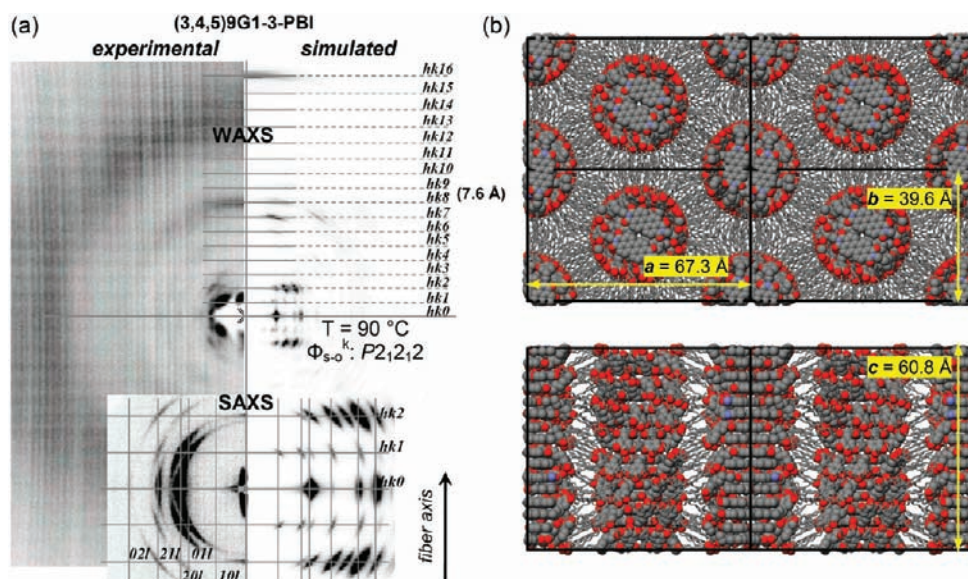 (a)
(3,4,5)9G1-3-PBI
experimental
simulated
WAXS
hk16
hk15
hk14
hk13
hk12
hk11
hk10
hk9
hk8
(7.6 Å)
hk7
hk6
hk5
hk4
hk3
hk2
hk1
hk0
T = 90 °C
Φs-o k: P21212
SAXS
hk2
hk1
hk0
02l 21l 01l
20l 10l
fiber axis
(b)
b = 39.6 Å
a = 67.3 Å
c = 60.8 Å